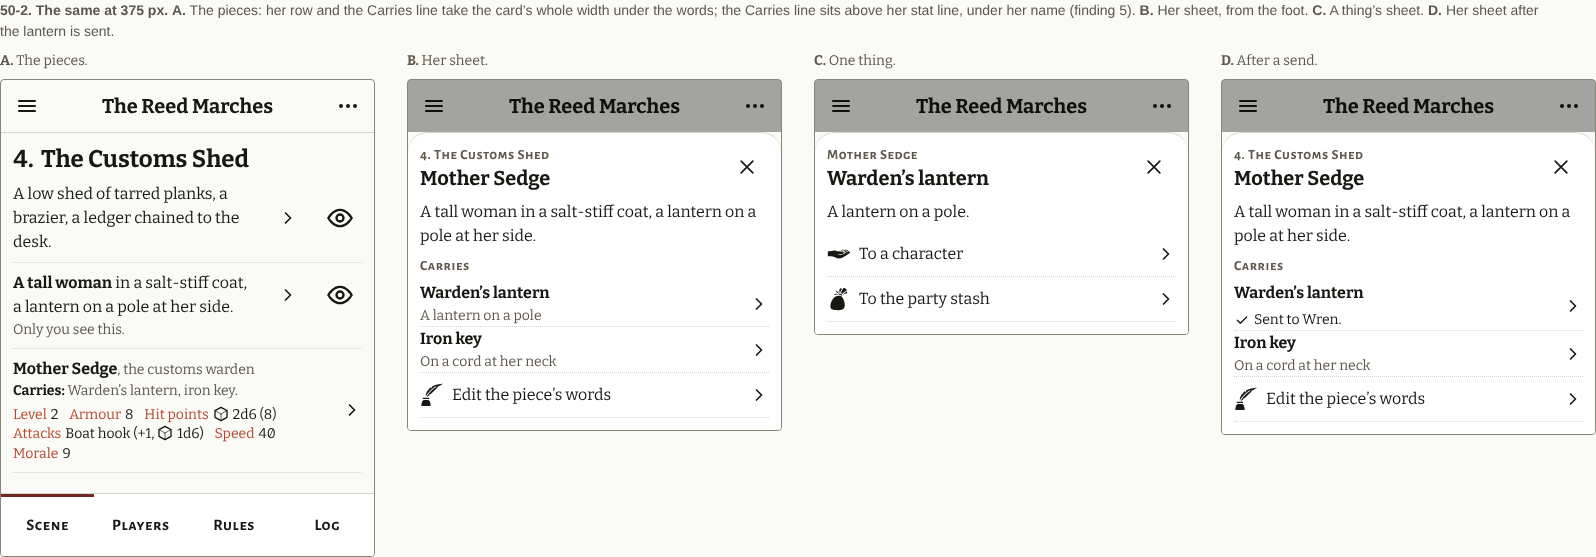 50-2. The same at 375 px. A. The pieces: her row and the Carries line take the card’s whole width under the words; the Carries line sits above her stat line, under her name (finding 5). B. Her sheet, from the foot. C. A thing’s sheet. D. Her sheet after
the lantern is sent.
A. The pieces.
The Reed Marches
4. The Customs Shed
A low shed of tarred planks, a
brazier, a ledger chained to the
desk.
A tall woman in a salt-stiff coat,
a lantern on a pole at her side.
Only you see this.
Mother Sedge, the customs warden
Carries: Warden’s lantern, iron key.
Level 2 Armour 8 Hit points 2d6 (8)
Attacks Boat hook (+1, 1d6) Speed 40
Morale 9
Scene Players Rules Log
B. Her sheet.
The Reed Marches
4. The Customs Shed
Mother Sedge
A tall woman in a salt-stiff coat, a lantern on a
pole at her side.
Carries
Warden’s lantern
A lantern on a pole
Iron key
On a cord at her neck
Edit the piece’s words
C. One thing.
The Reed Marches
Mother Sedge
Warden’s lantern
A lantern on a pole.
To a character
To the party stash
D. After a send.
The Reed Marches
4. The Customs Shed
Mother Sedge
A tall woman in a salt-stiff coat, a lantern on a
pole at her side.
Carries
Warden’s lantern
Sent to Wren.
Iron key
On a cord at her neck
Edit the piece’s words